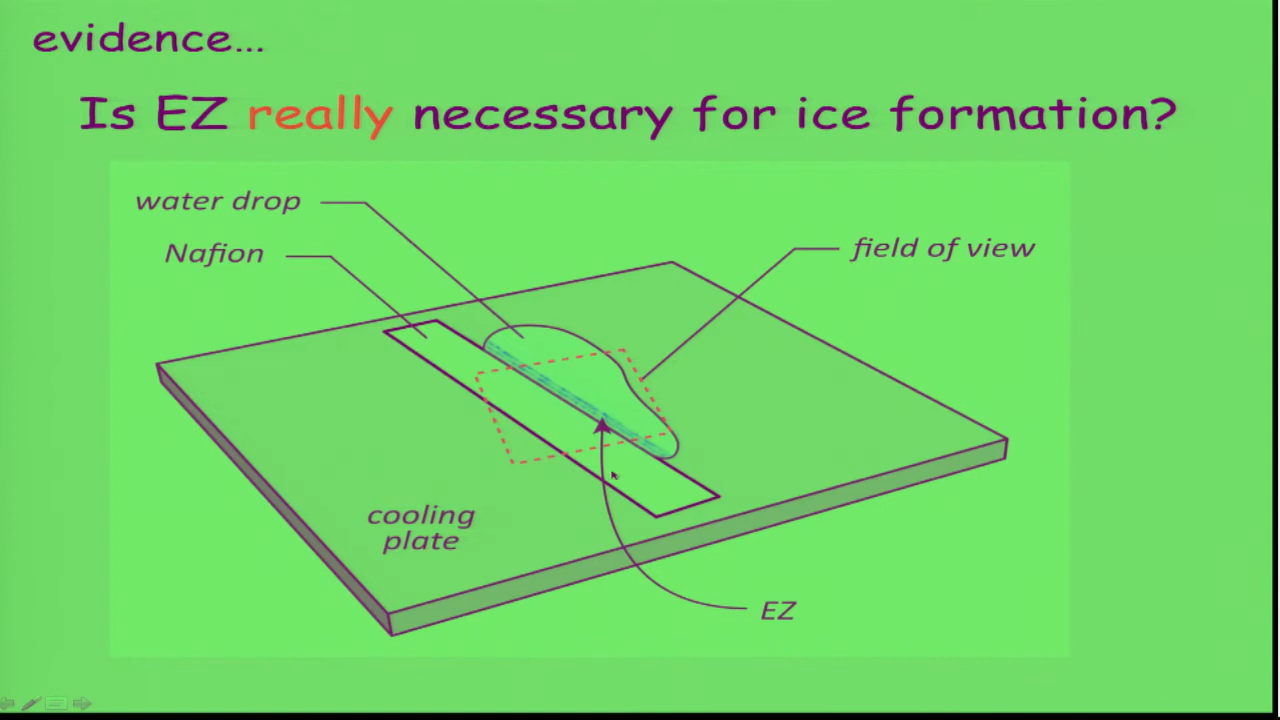 evidence...
Is EZ really necessary for ice formation?
water drop
Nafion
field of view
cooling
plate
EZ